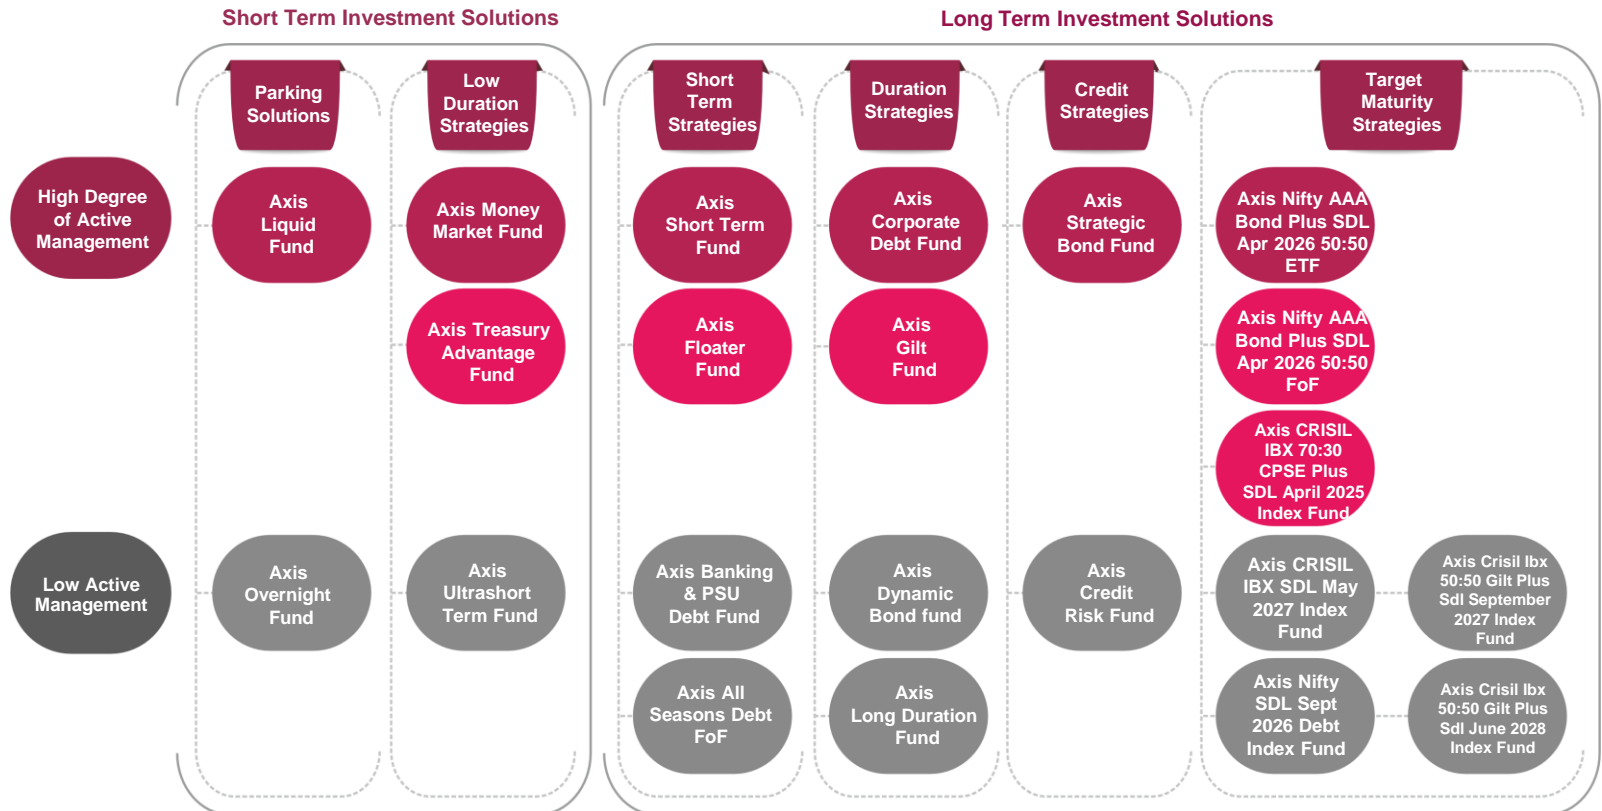 Short Term Investment Solutions
Long Term Investment Solutions
Parking
Solutions
Low
Duration
Strategies
Short
Term
Strategies
Duration
Strategies
Credit
Strategies
Target
Maturity
Strategies
High Degree
of Active
Management
Axis
Liquid
Fund
Axis Money
Market Fund
Axis
Short Term
Fund
Axis
Corporate
Debt Fund
Axis
Strategic
Bond Fund
Axis Nifty AAA
Bond Plus SDL
Apr 2026 50:50
ETF
Axis Treasury
Advantage
Fund
Axis
Floater
Fund
Axis
Gilt
Fund
Axis Nifty AAA
Bond Plus SDL
Apr 2026 50:50
FoF
Axis CRISIL
IBX 70:30
CPSE Plus
SDL April 2025
Index Fund
Low Active
Management
Axis
Overnight
Fund
Axis
Ultrashort
Term Fund
Axis Banking
& PSU
Debt Fund
Axis
Dynamic
Bond fund
Axis
Credit
Risk Fund
Axis CRISIL
IBX SDL May
2027 Index
Fund
Axis Crisil Ibx
50:50 Gilt Plus
Sdl September
2027 Index
Fund
Axis All
Seasons Debt
FoF
Axis
Long Duration
Fund
Axis Nifty
SDL Sept
2026 Debt
Index Fund
Axis Crisil Ibx
50:50 Gilt Plus
Sdl June 2028
Index Fund